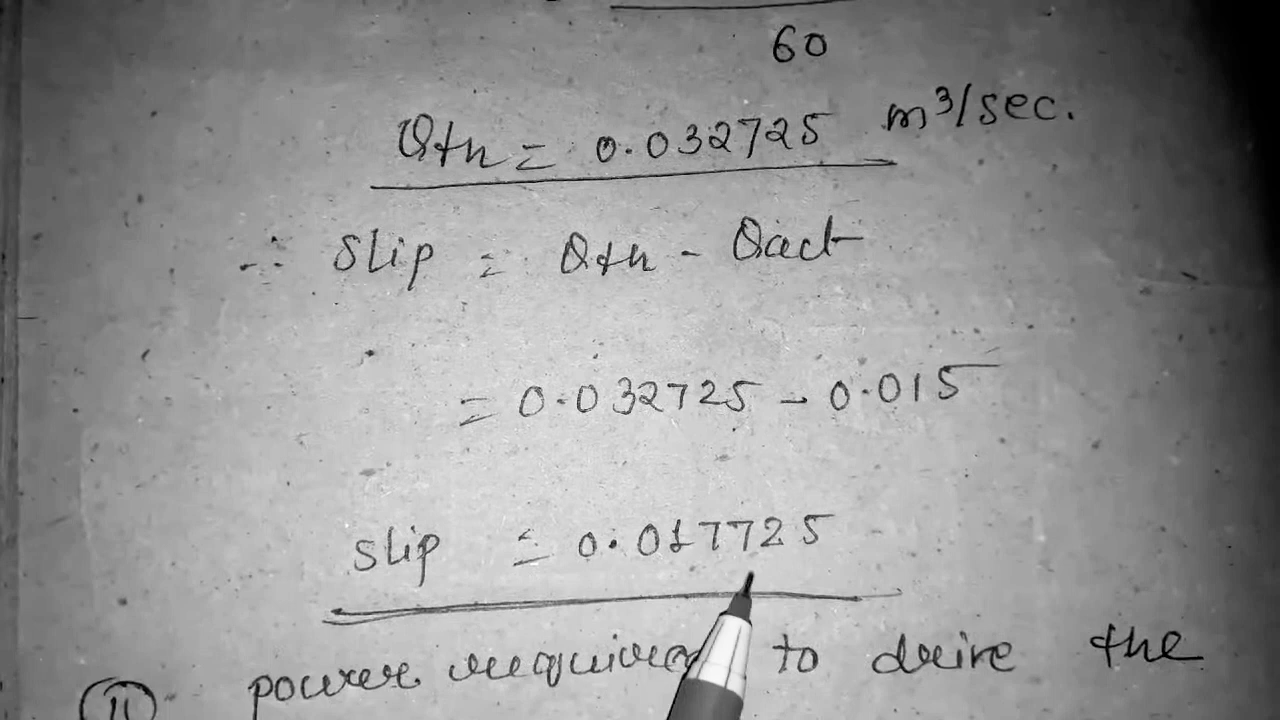 60
Qth = 0.032725 m³/sec.
∴ Slip = Qth - Qact
= 0.032725 - 0.015
slip = 0.017725
(II) power required to drive the